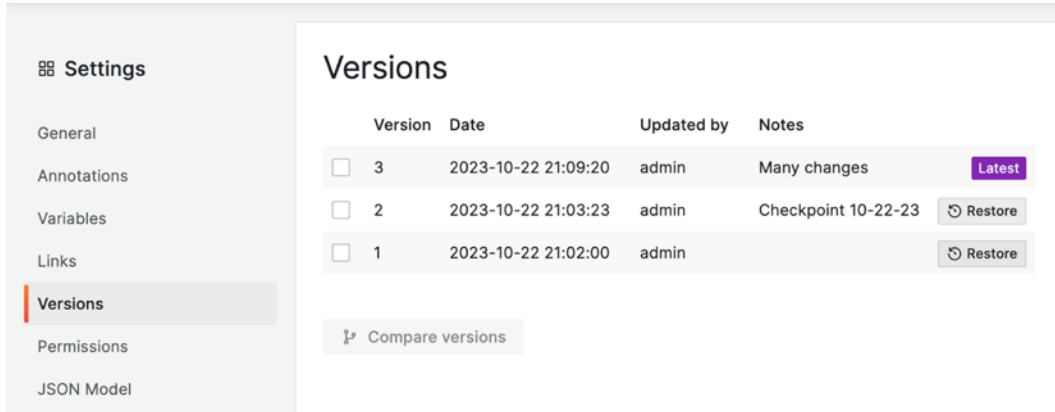 Settings
General
Annotations
Variables
Links
Versions
Permissions
JSON Model
Versions
Version Date Updated by Notes
3 2023-10-22 21:09:20 admin Many changes Latest
2 2023-10-22 21:03:23 admin Checkpoint 10-22-23 Restore
1 2023-10-22 21:02:00 admin Restore
Compare versions